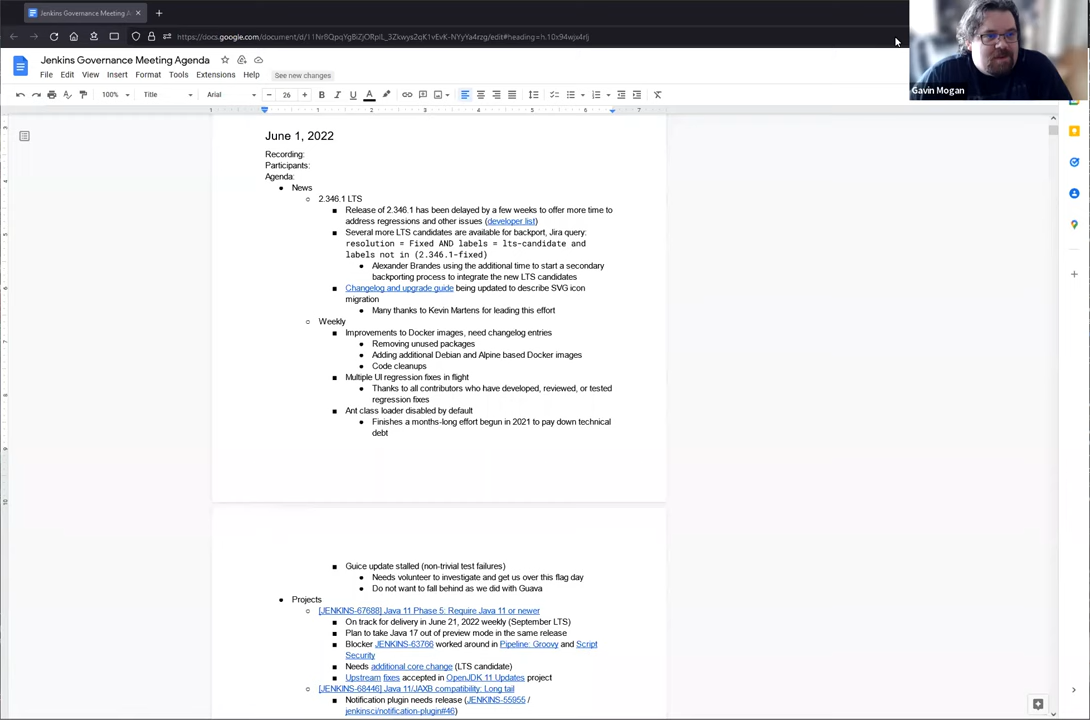 Jenkins Governance Meeting A
Jenkins Governance Meeting Agenda
File Edit View Insert Format Tools Extensions Help See new changes
100% Title Arial 26
Gavin Mogan
June 1, 2022
Recording:
Participants:
Agenda:
News
2.346.1 LTS
Release of 2.346.1 has been delayed by a few weeks to offer more time to
address regressions and other issues (developer list)
Several more LTS candidates are available for backport, Jira query:
resolution = Fixed AND labels = lts-candidate and
labels not in (2.346.1-fixed)
Alexander Brandes using the additional time to start a secondary
backporting process to integrate the new LTS candidates
Changelog and upgrade guide being updated to describe SVG icon
migration
Many thanks to Kevin Martens for leading this effort
Weekly
Improvements to Docker images, need changelog entries
Removing unused packages
Adding additional Debian and Alpine based Docker images
Code cleanups
Multiple UI regression fixes in flight
Thanks to all contributors who have developed, reviewed, or tested
regression fixes
Ant class loader disabled by default
Finishes a months-long effort begun in 2021 to pay down technical
debt
Guice update stalled (non-trivial test failures)
Needs volunteer to investigate and get us over this flag day
Do not want to fall behind as we did with Guava
Projects
[JENKINS-67688] Java 11 Phase 5: Require Java 11 or newer
On track for delivery in June 21, 2022 weekly (September LTS)
Plan to take Java 17 out of preview mode in the same release
Blocker JENKINS-63766 worked around in Pipeline: Groovy and Script
Security
Needs additional core change (LTS candidate)
Upstream fixes accepted in OpenJDK 11 Updates project
[JENKINS-68446] Java 11/JAXB compatibility: Long tail
Notification plugin needs release (JENKINS-55955 /
jenkinsci/notification-plugin#46)